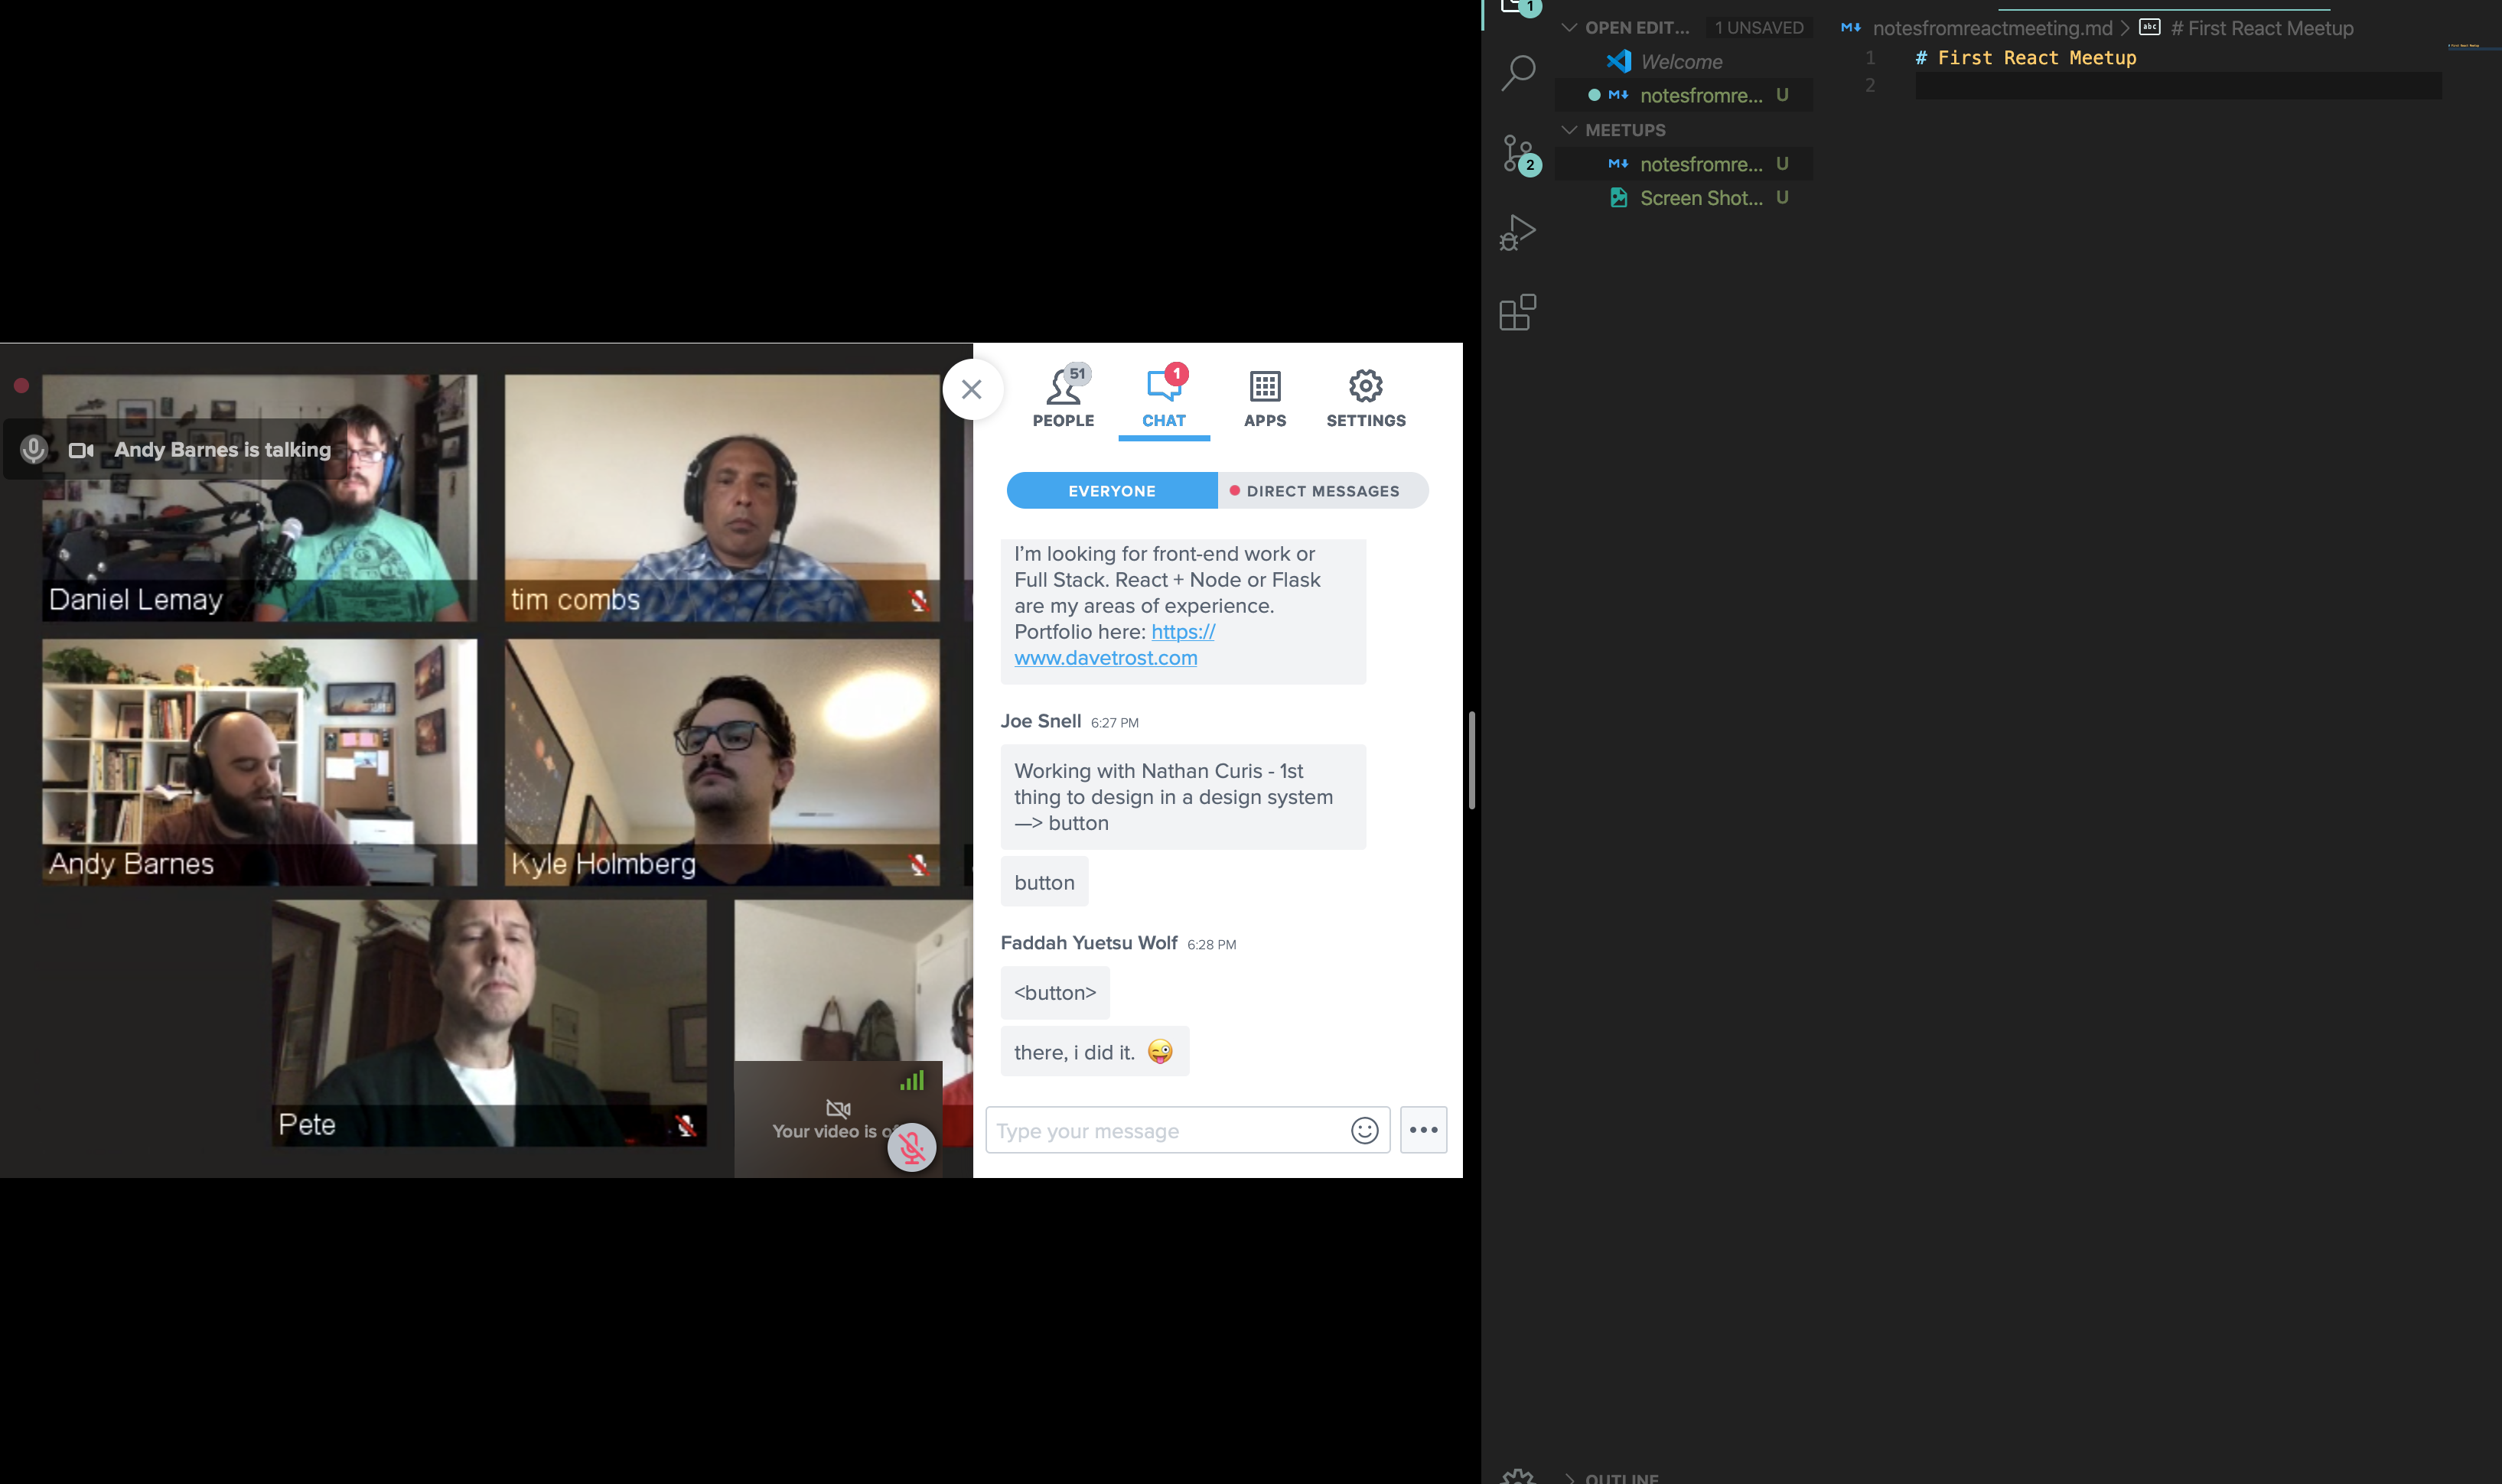 Andy Barnes is talking
Daniel Lemay
tim combs
Andy Barnes
Kyle Holmberg
Pete
Your video is
51
PEOPLE
1
CHAT
APPS
SETTINGS
EVERYONE
DIRECT MESSAGES
I'm looking for front-end work or
Full Stack. React + Node or Flask
are my areas of experience.
Portfolio here: https://
www.davetrost.com
Joe Snell 6:27 PM
Working with Nathan Curis - 1st
thing to design in a design system
—> button
button
Faddah Yuetsu Wolf 6:28 PM
<button>
there, i did it. 😜
Type your message
1
2
OPEN EDIT... 1 UNSAVED
Welcome
notesfromre... U
MEETUPS
notesfromre... U
Screen Shot... U
OUTLINE
notesfromreactmeeting.md > abc # First React Meetup
1 # First React Meetup
2